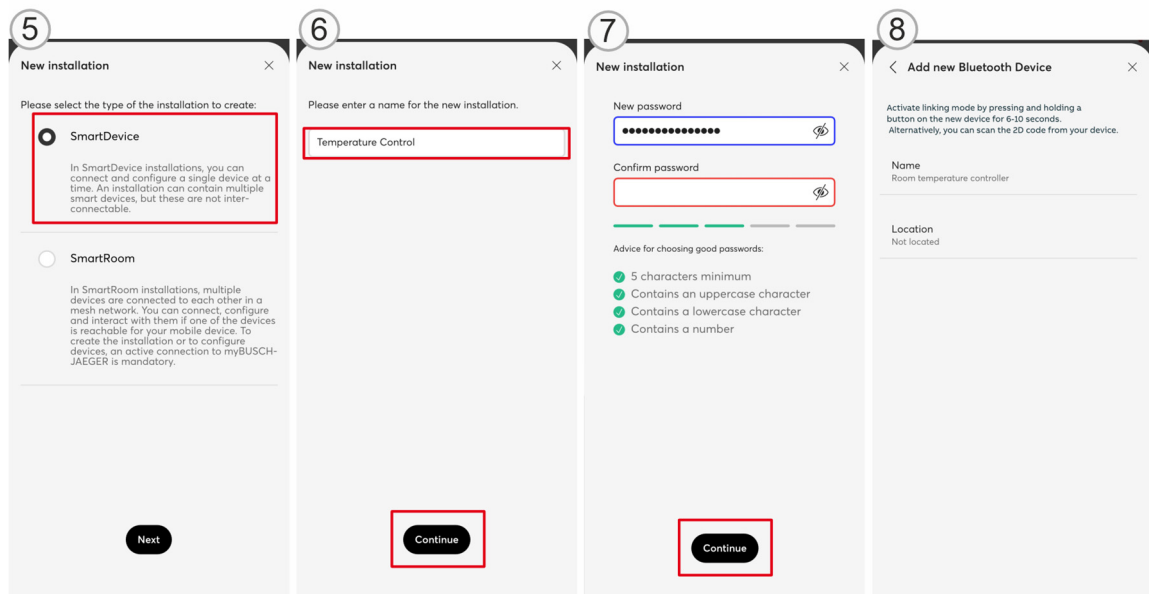 5
New installation
Please select the type of the installation to create:
SmartDevice
In SmartDevice installations, you can
connect and configure a single device at a
time. An installation can contain multiple
smart devices, but these are not inter-
connectable.
SmartRoom
In SmartRoom installations, multiple
devices are connected to each other in a
mesh network. You can connect, configure
and interact with them if one of the devices
is reachable for your mobile device. To
create the installation or to configure
devices, an active connection to myBUSCH-
JAEGER is mandatory.
Next
6
New installation
Please enter a name for the new installation.
Temperature Control
Continue
7
New installation
New password
Confirm password
Advice for choosing good passwords:
5 characters minimum
Contains an uppercase character
Contains a lowercase character
Contains a number
Continue
8
Add new Bluetooth Device
Activate linking mode by pressing and holding a
button on the new device for 6-10 seconds.
Alternatively, you can scan the 2D code from your device.
Name
Room temperature controller
Location
Not located